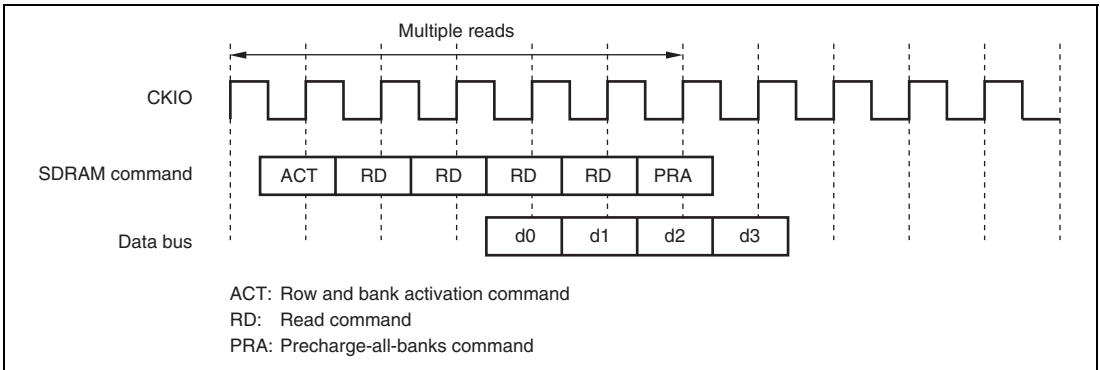 Multiple reads
CKIO
SDRAM command
ACT RD RD RD RD PRA
Data bus
d0 d1 d2 d3
ACT: Row and bank activation command
RD: Read command
PRA: Precharge-all-banks command